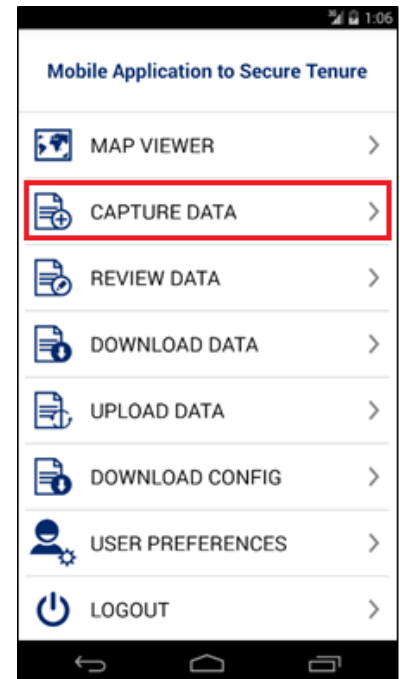 1:06
Mobile Application to Secure Tenure
MAP VIEWER
CAPTURE DATA
REVIEW DATA
DOWNLOAD DATA
UPLOAD DATA
DOWNLOAD CONFIG
USER PREFERENCES
LOGOUT